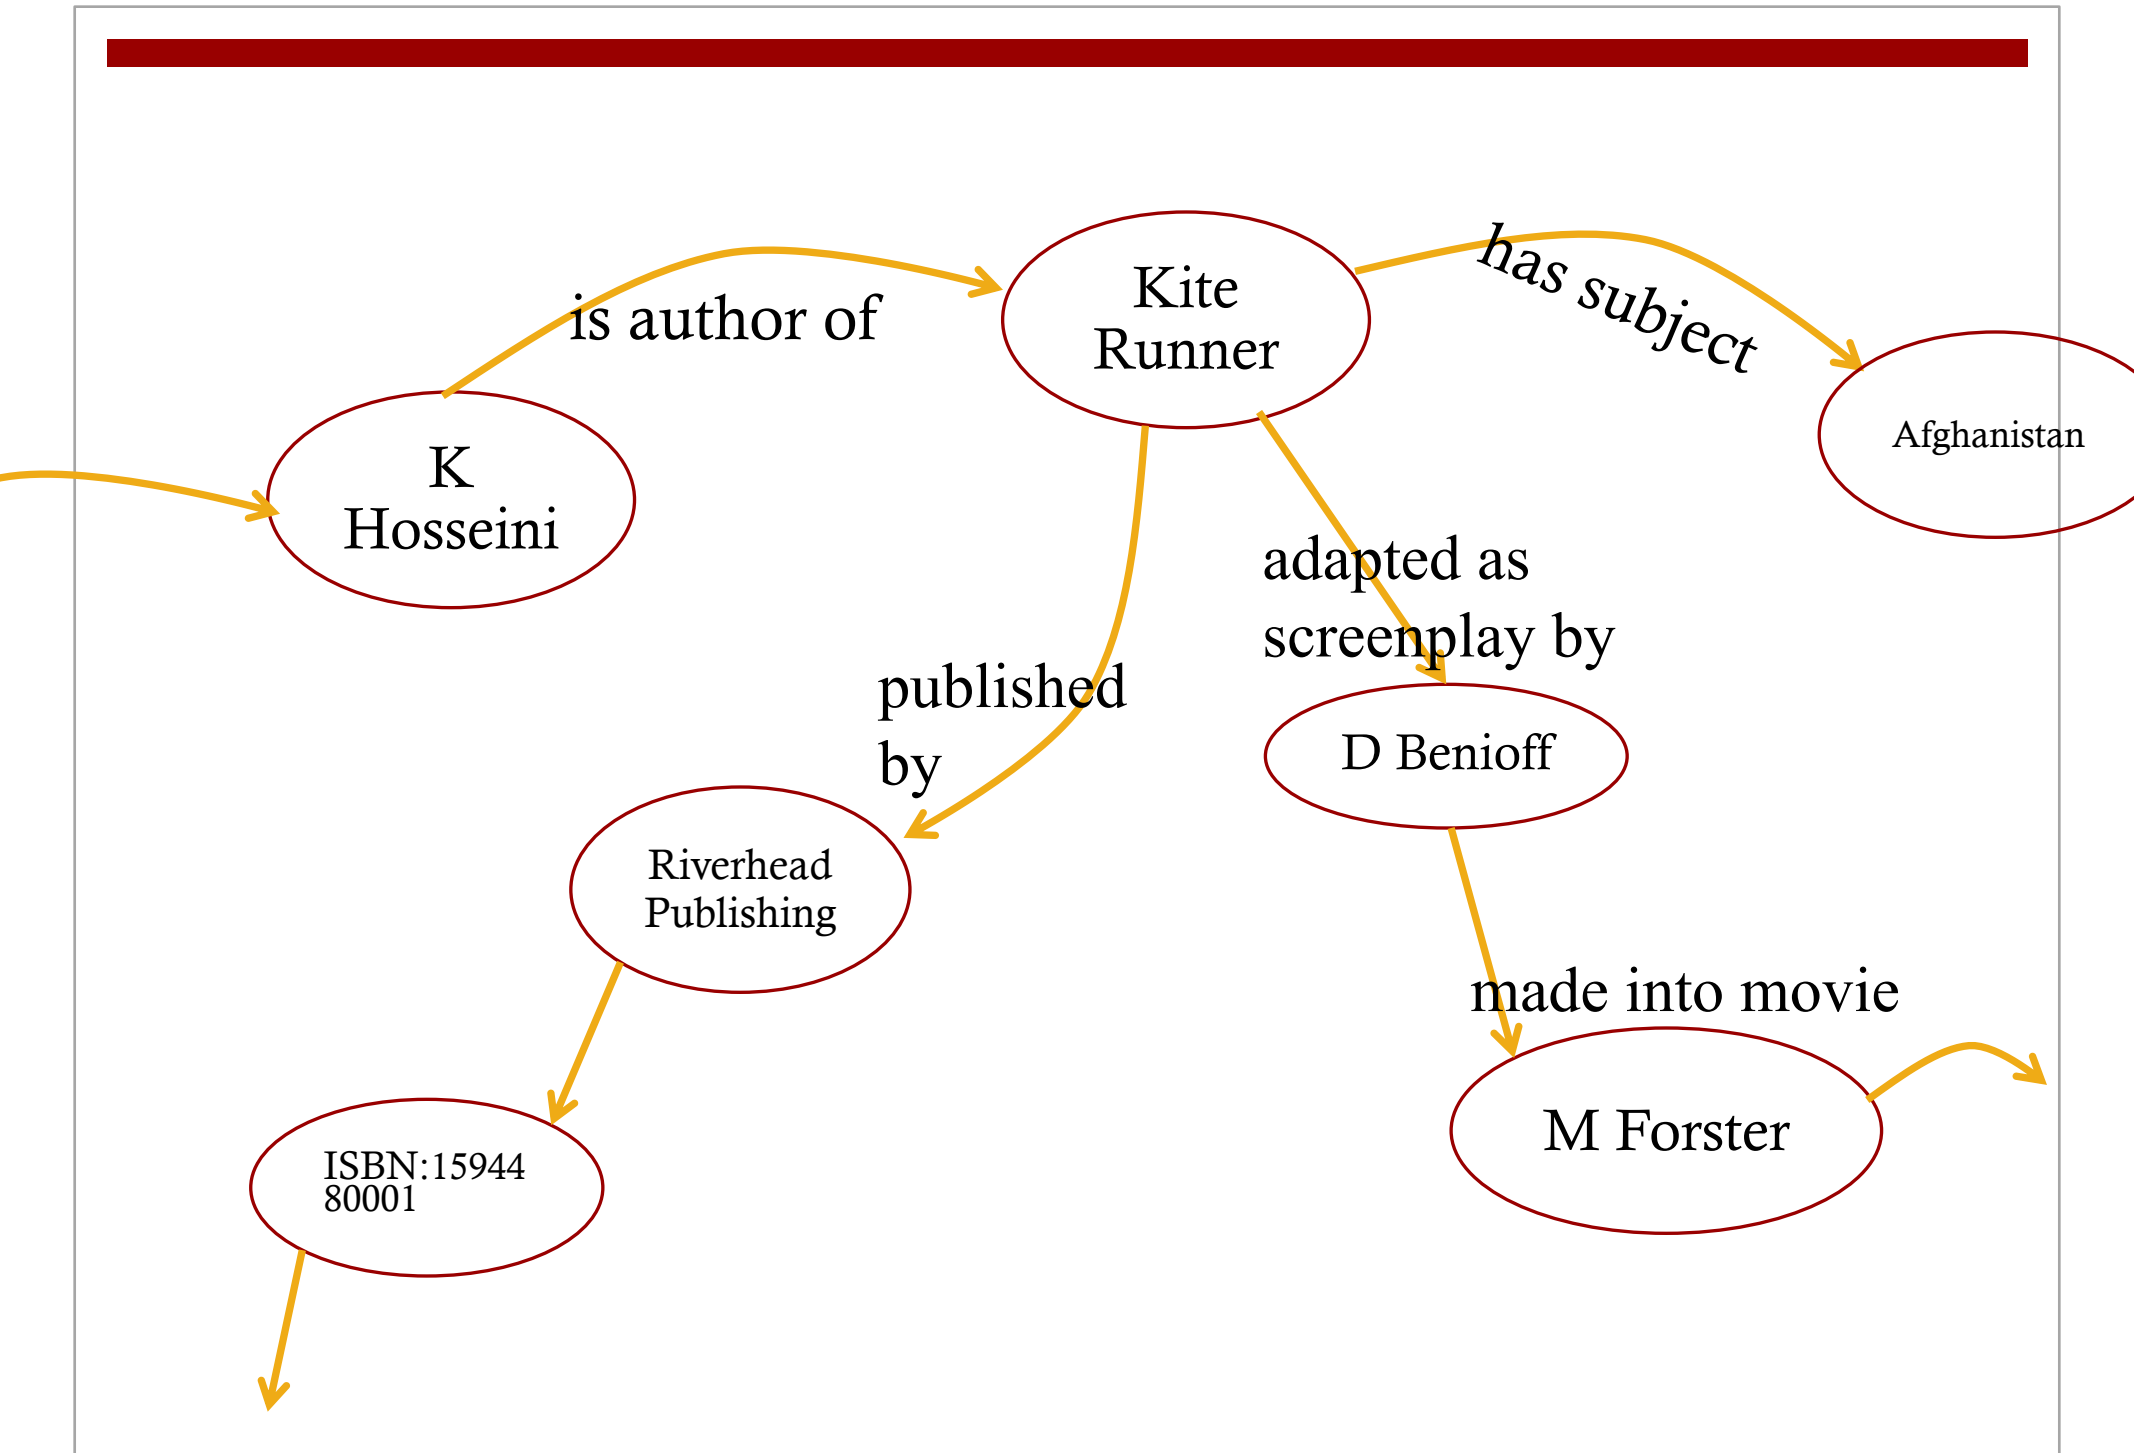 Kite
Runner
has subject
is author of
Afghanistan
K
Hosseini
adapted as
screenplay by
published
by
D Benioff
Riverhead
Publishing
made into movie
M Forster
ISBN:15944
80001